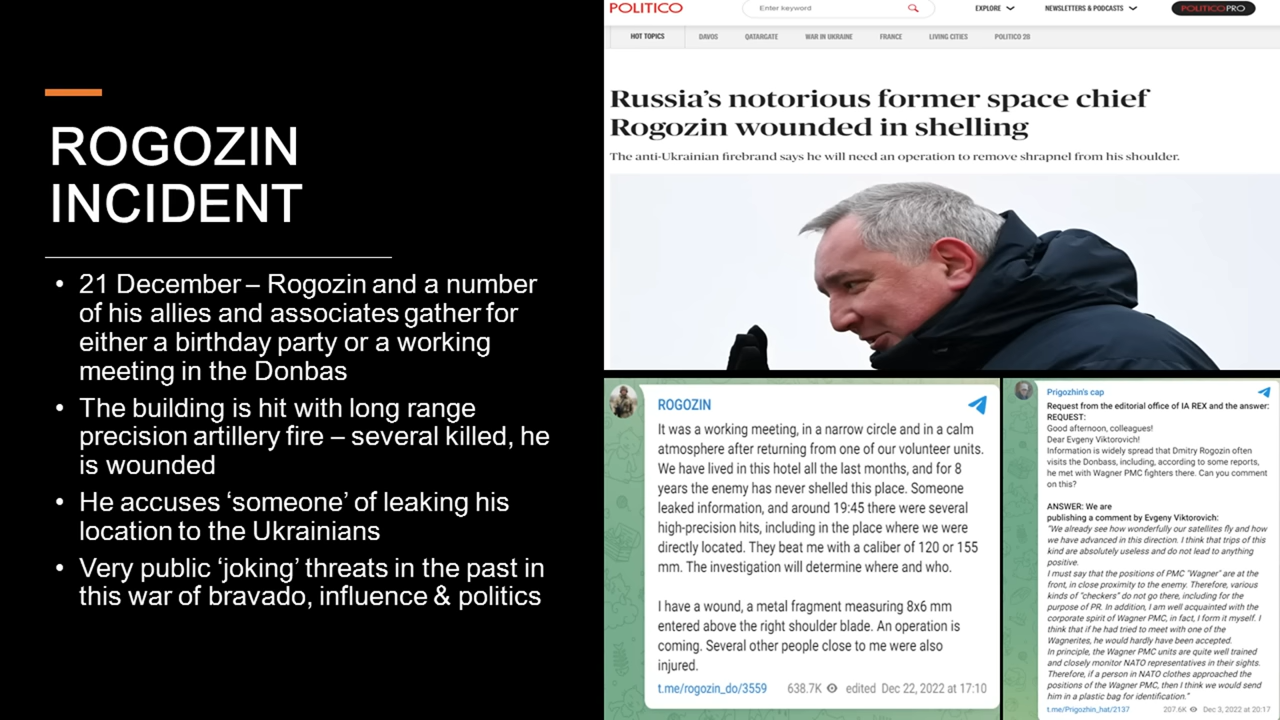 ROGOZIN
INCIDENT
• 21 December – Rogozin and a number
of his allies and associates gather for
either a birthday party or a working
meeting in the Donbas
• The building is hit with long range
precision artillery fire – several killed, he
is wounded
• He accuses ‘someone’ of leaking his
location to the Ukrainians
• Very public ‘joking’ threats in the past in
this war of bravado, influence & politics
POLITICO
Enter keyword
EXPLORE
NEWSLETTERS & PODCASTS
POLITICO PRO
HOT TOPICS
DAVOS
QATARGATE
WAR IN UKRAINE
FRANCE
LIVING CITIES
POLITICO 28
Russia’s notorious former space chief
Rogozin wounded in shelling
The anti-Ukrainian firebrand says he will need an operation to remove shrapnel from his shoulder.
ROGOZIN
It was a working meeting, in a narrow circle and in a calm
atmosphere after returning from one of our volunteer units.
We have lived in this hotel all the last months, and for 8
years the enemy has never shelled this place. Someone
leaked information, and around 19:45 there were several
high-precision hits, including in the place where we were
directly located. They beat me with a caliber of 120 or 155
mm. The investigation will determine where and who.
I have a wound, a metal fragment measuring 8x6 mm
entered above the right shoulder blade. An operation is
coming. Several other people close to me were also
injured.
t.me/rogozin_do/3559 638.7K edited Dec 22, 2022 at 17:10
Prigozhin's cap
Request from the editorial office of IA REX and the answer:
REQUEST:
Good afternoon, colleagues!
Dear Evgeny Viktorovich!
Information is widely spread that Dmitry Rogozin often
visits the Donbass, including, according to some reports,
he met with Wagner PMC fighters there. Can you comment
on this?
ANSWER: We are
publishing a comment by Evgeny Viktorovich:
"We already see how wonderfully our satellites fly and how
we have advanced in this direction. I think that trips of this
kind are absolutely useless and do not lead to anything
positive.
I must say that the positions of PMC "Wagner" are at the
front, in close proximity to the enemy. Therefore, various
kinds of "checkers" do not go there, including for the
purpose of PR. In addition, I am well acquainted with the
corporate spirit of Wagner PMC, in fact, I form it myself. I
think that if he had tried to meet with one of the
Wagnerites, he would hardly have been accepted.
In principle, the Wagner PMC units are quite well trained
and closely monitor NATO representatives in their sights.
Therefore, if a person in NATO clothes approached the
positions of the Wagner PMC, then I think we would send
him in a plastic bag for identification."
t.me/Prigozhin_hat/2137 207.6K Dec 3, 2022 at 20:17